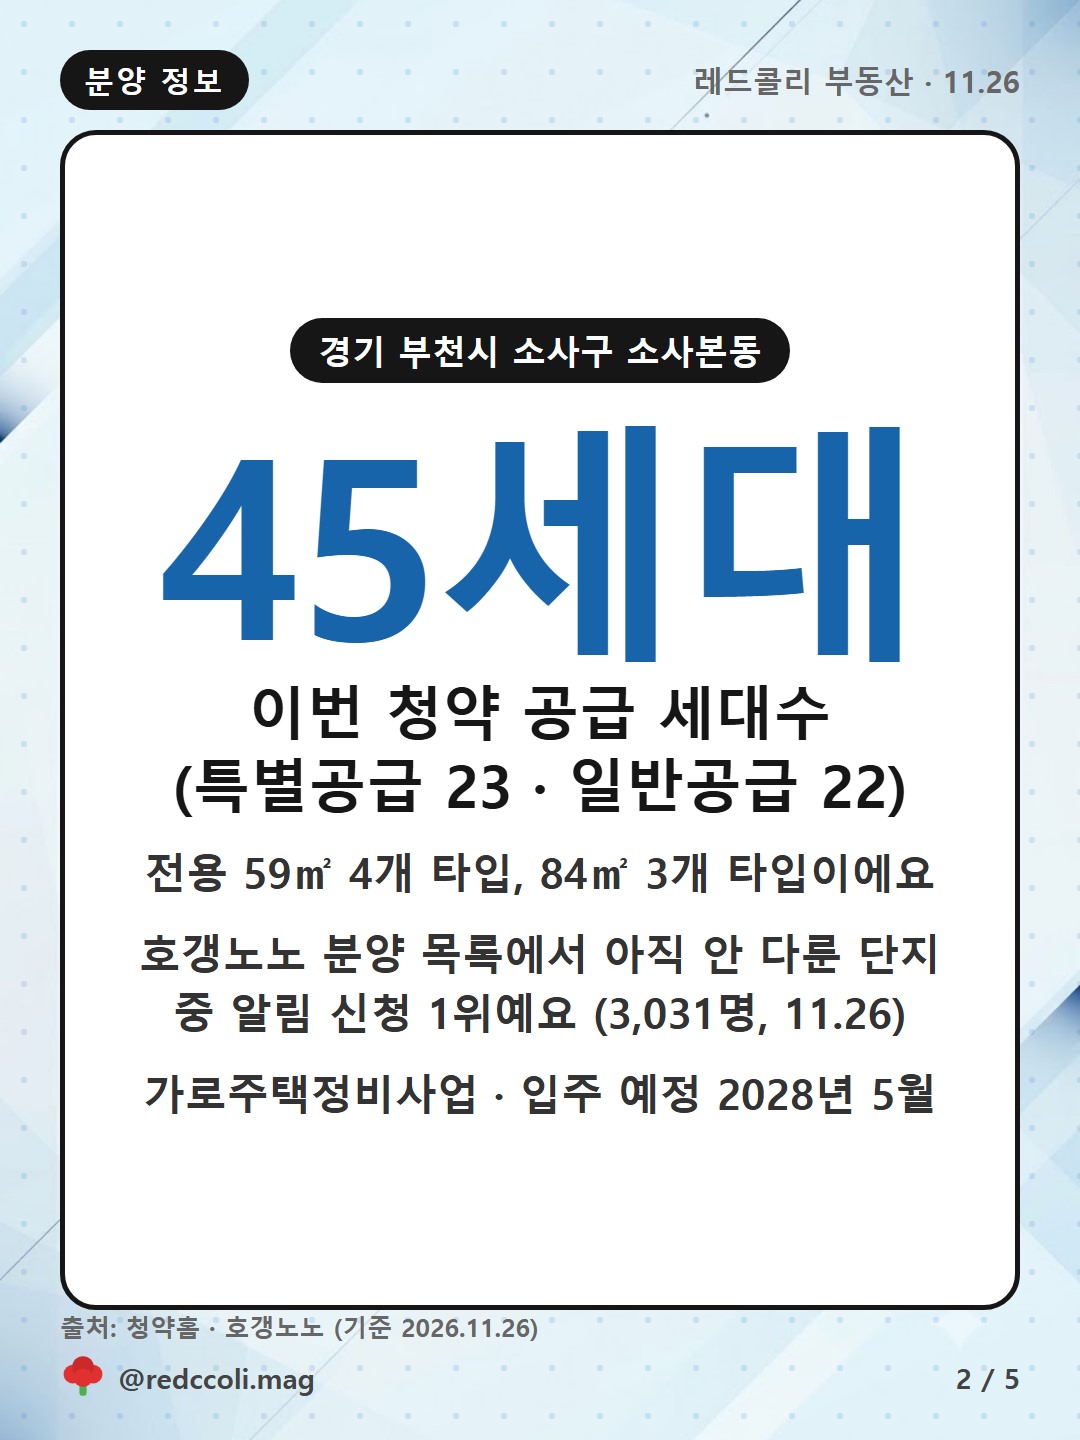 분양 정보
레드콜리 부동산 · 11.26
경기 부천시 소사구 소사본동
45세대
이번 청약 공급 세대수
(특별공급 23 · 일반공급 22)
전용 59㎡ 4개 타입, 84㎡ 3개 타입이에요
호갱노노 분양 목록에서 아직 안 다룬 단지
중 알림 신청 1위예요 (3,031명, 11.26)
가로주택정비사업 · 입주 예정 2028년 5월
출처: 청약홈 · 호갱노노 (기준 2026.11.26)
@redccoli.mag
2 / 5